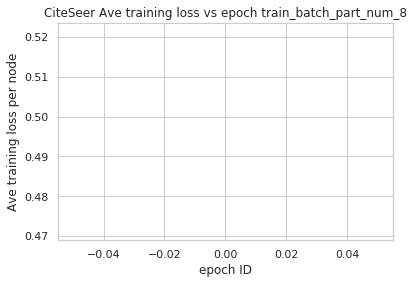 CiteSeer Ave training loss vs epoch train_batch_part_num_8
Ave training loss per node
0.52
0.51
0.50
0.49
0.48
0.47
−0.04 −0.02 0.00 0.02 0.04
epoch ID